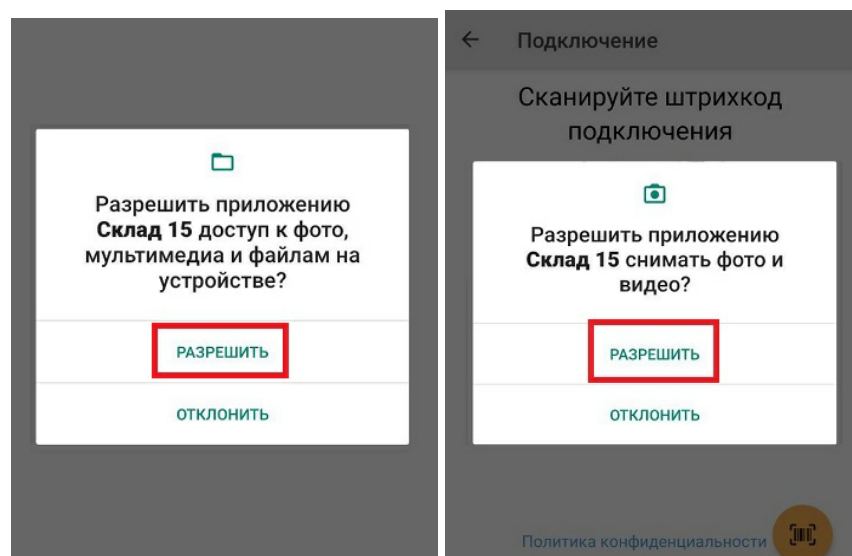 Разрешить приложению
Склад 15 доступ к фото,
мультимедиа и файлам на
устройстве?
РАЗРЕШИТЬ
ОТКЛОНИТЬ
Подключение
Сканируйте штрихкод
подключения
Разрешить приложению
Склад 15 снимать фото и
видео?
РАЗРЕШИТЬ
ОТКЛОНИТЬ
Политика конфиденциальности